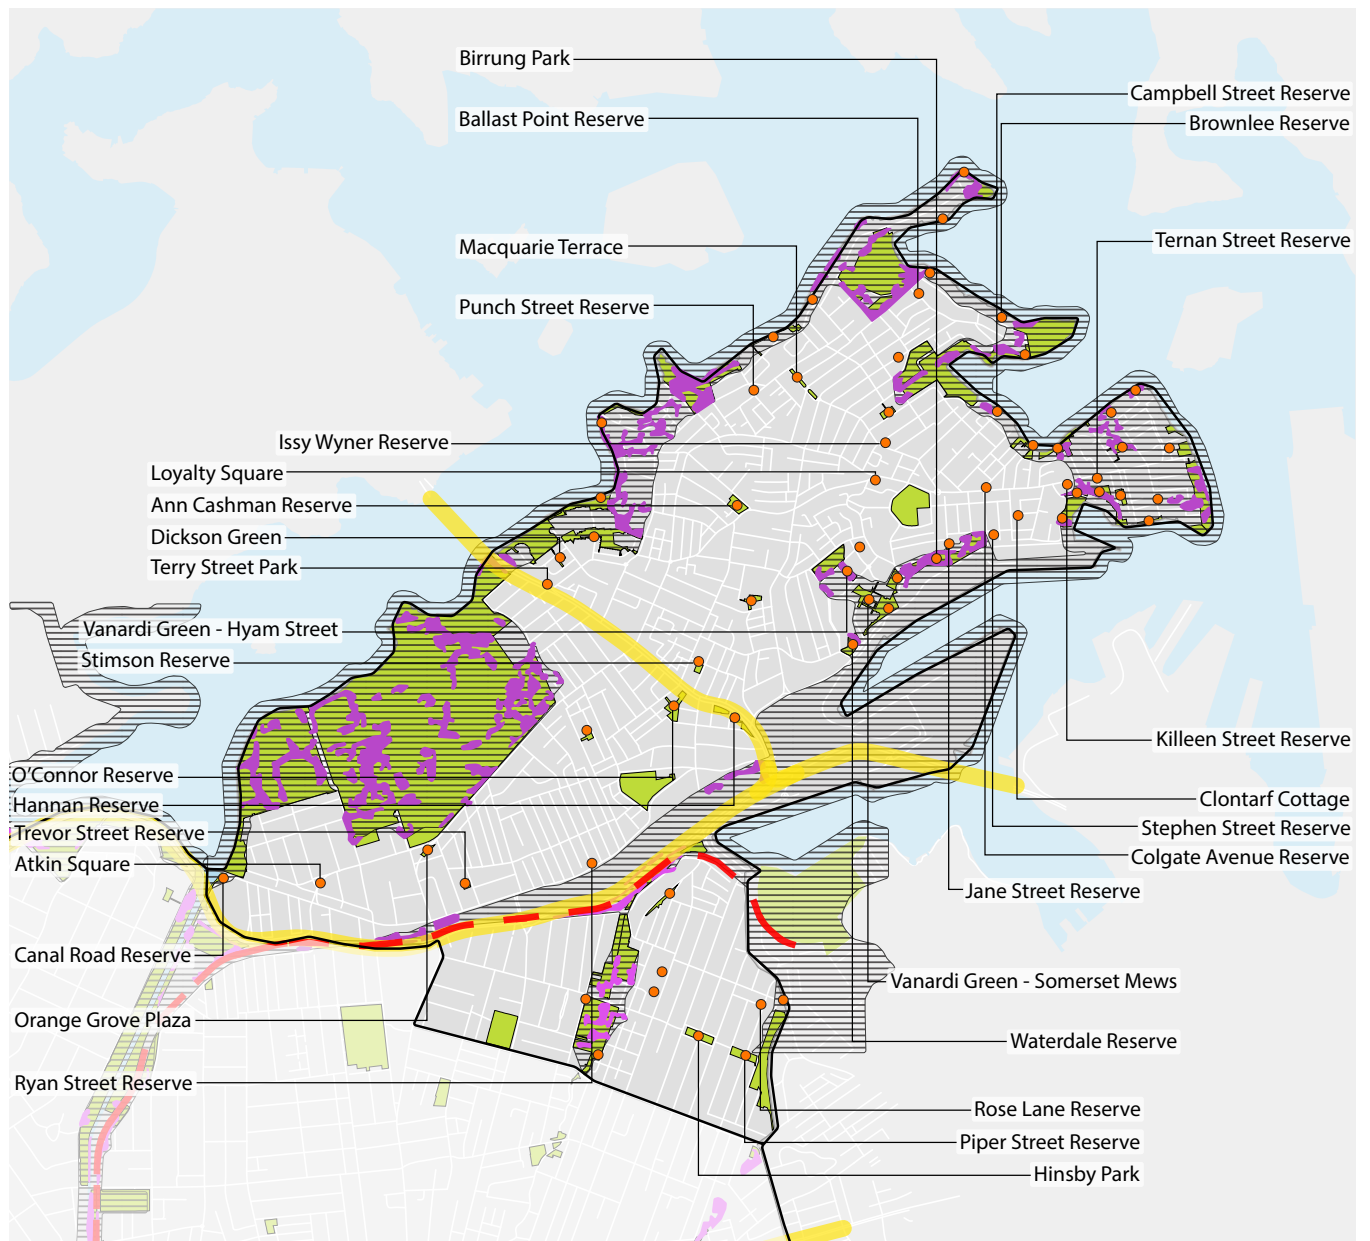 Birrung Park
Campbell Street Reserve
Ballast Point Reserve
Brownlee Reserve
Macquarie Terrace
Ternan Street Reserve
Punch Street Reserve
Issy Wyner Reserve
Loyalty Square
Ann Cashman Reserve
Dickson Green
Terry Street Park
Vanardi Green - Hyam Street
Stimson Reserve
Killeen Street Reserve
O'Connor Reserve
Hannan Reserve
Clontarf Cottage
Trevor Street Reserve
Stephen Street Reserve
Atkin Square
Colgate Avenue Reserve
Jane Street Reserve
Canal Road Reserve
Vanardi Green - Somerset Mews
Orange Grove Plaza
Waterdale Reserve
Ryan Street Reserve
Rose Lane Reserve
Piper Street Reserve
Hinsby Park